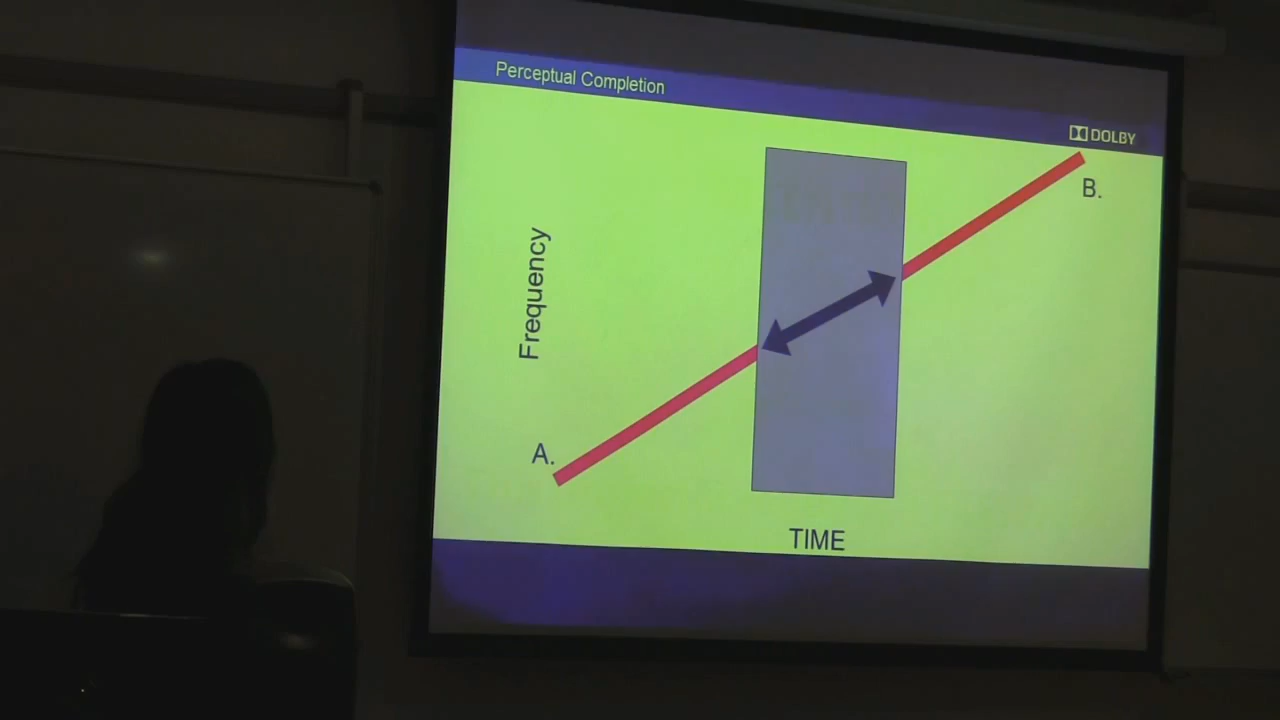 Perceptual Completion
DOLBY
B.
Frequency
A.
TIME